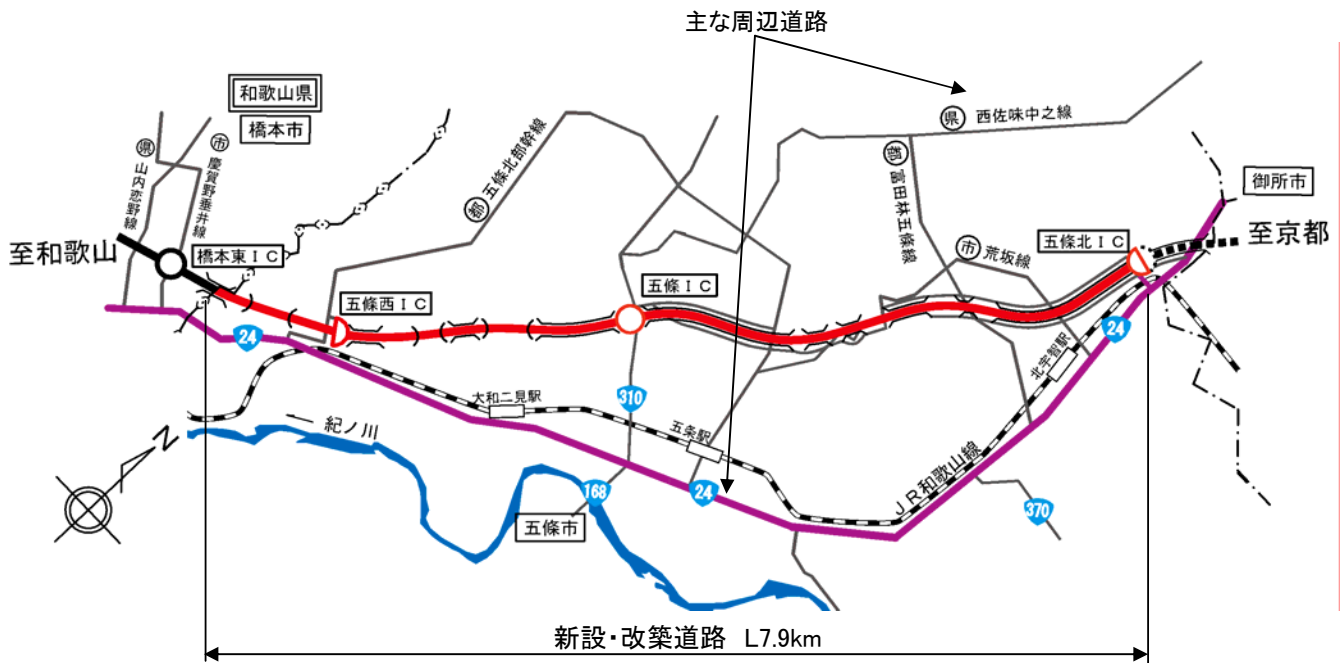 主な周辺道路
和歌山県
橋本市
県 山内恋野線
市 慶賀野垂井線
都 五條北部幹線
県 西佐味中之線
都 富田林五條線
御所市
至和歌山
橋本東IC
五條西IC
五條IC
市 荒坂線
五條北IC
至京都
24
24
北宇智駅
大和二見駅
310
五条駅
紀ノ川
N
JR和歌山線
168
24
370
五條市
新設・改築道路 L7.9km